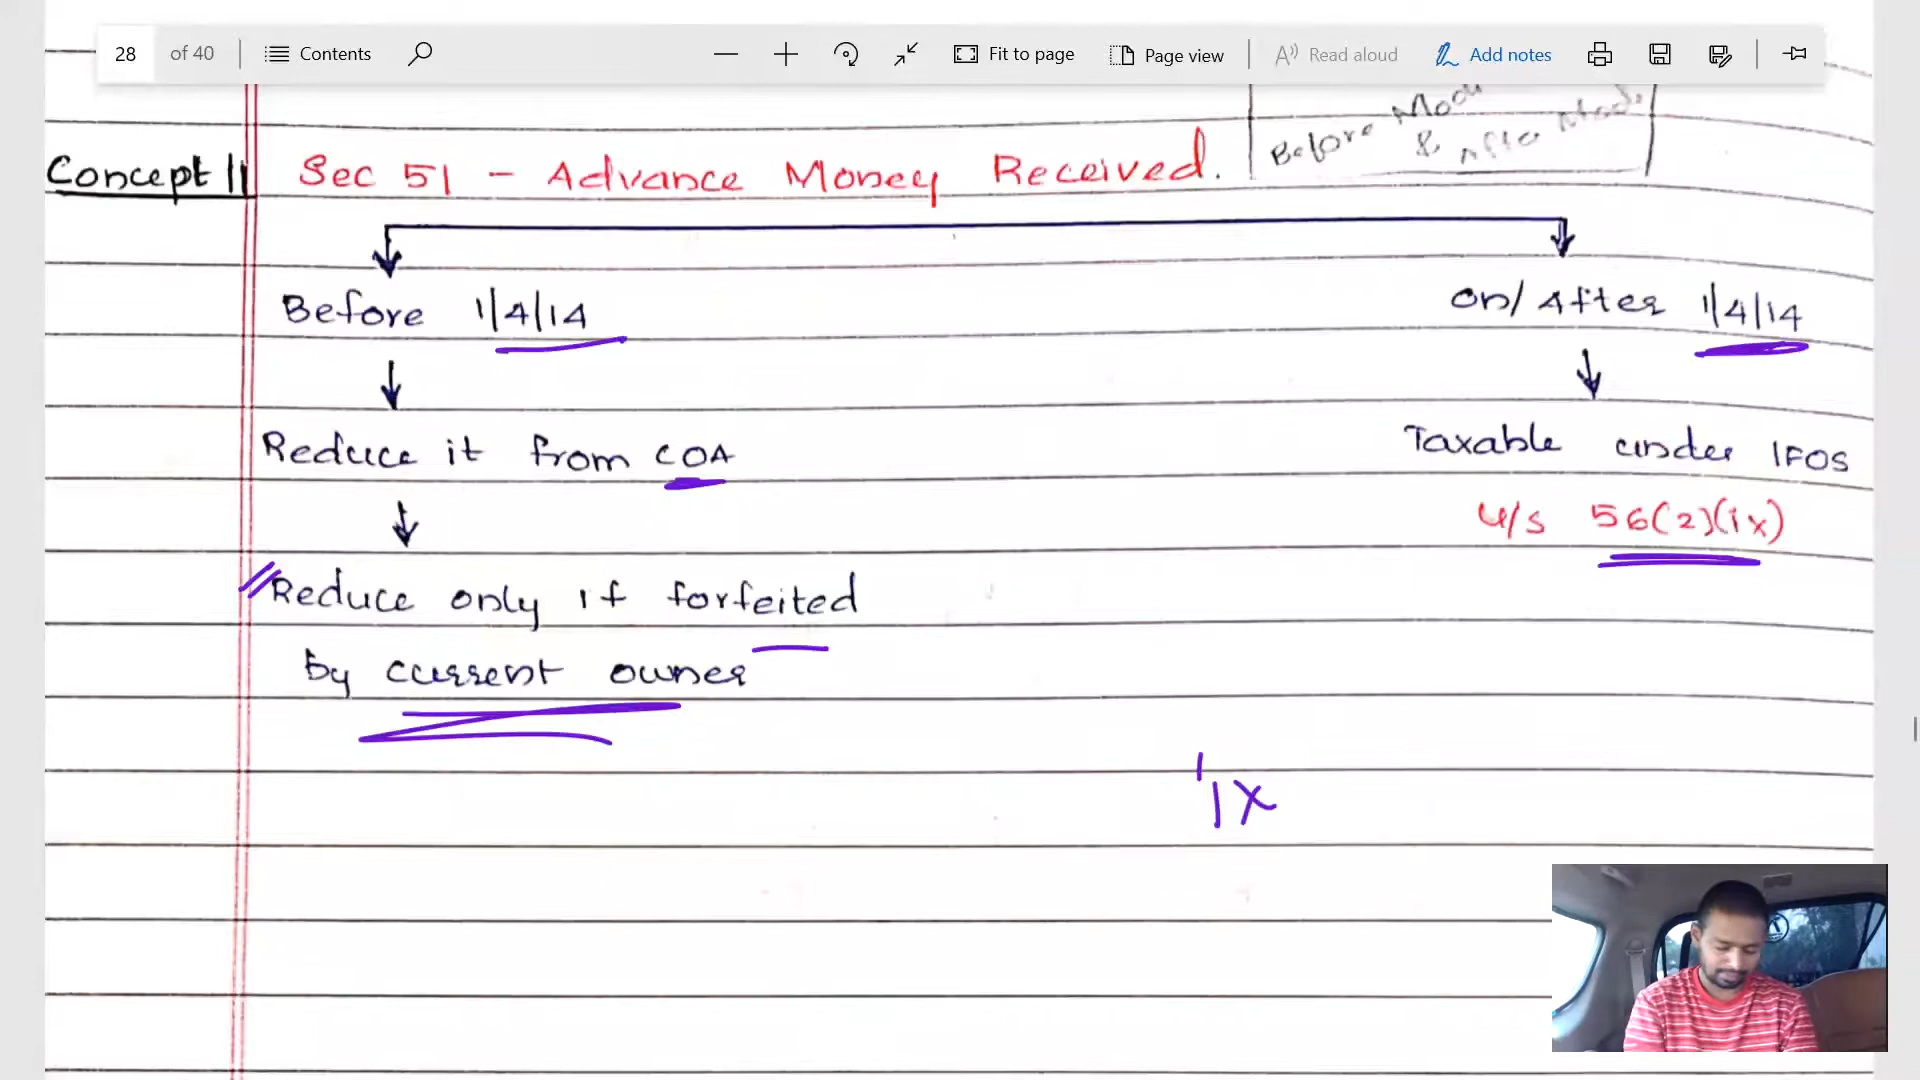 28 of 40 Contents Fit to page Page view Read aloud Add notes
Before Mod
& After Mod.
Concept 11 Sec 51 - Advance Money Received.
Before 1/4/14 on/After 1/4/14
Reduce it from COA Taxable under IFOS
u/s 56(2)(ix)
Reduce only if forfeited
by current owner
ix